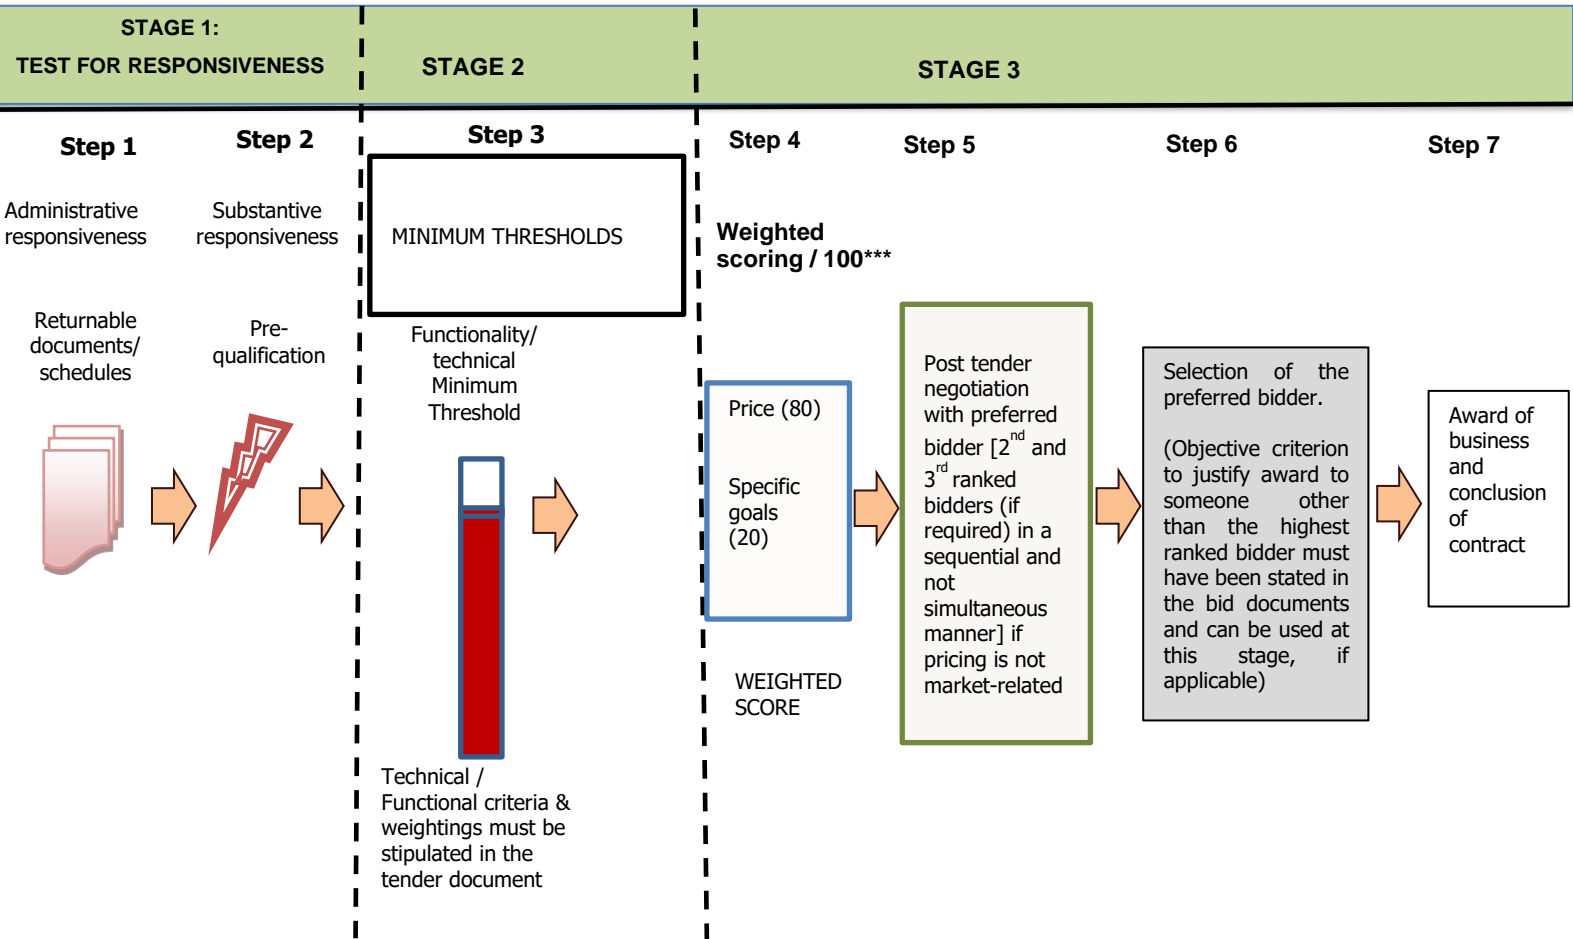 STAGE 1:
TEST FOR RESPONSIVENESS
STAGE 2
STAGE 3
Step 1
Step 2
Step 3
Step 4
Step 5
Step 6
Step 7
Administrative
responsiveness
Substantive
responsiveness
MINIMUM THRESHOLDS
Weighted
scoring / 100***
Returnable
documents/
schedules
Pre-
qualification
Functionality/
technical
Minimum
Threshold
Technical /
Functional criteria &
weightings must be
stipulated in the
tender document
Price (80)
Specific
goals
(20)
WEIGHTED
SCORE
Post tender
negotiation
with preferred
bidder [2nd and
3rd ranked
bidders (if
required) in a
sequential and
not
simultaneous
manner] if
pricing is not
market-related
Selection of the
preferred bidder.
(Objective criterion
to justify award to
someone other
than the highest
ranked bidder must
have been stated in
the bid documents
and can be used at
this stage, if
applicable)
Award of
business
and
conclusion
of
contract